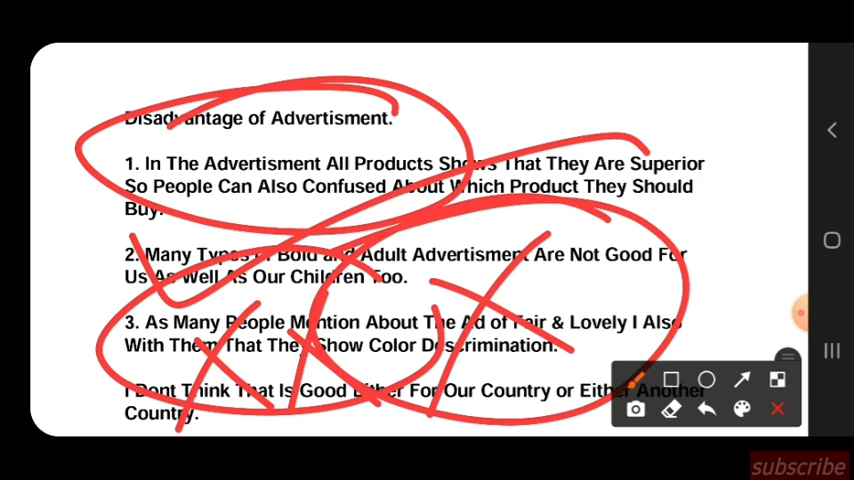 Disadvantage of Advertisment.
1. In The Advertisment All Products Shows That They Are Superior
So People Can Also Confused About Which Product They Should
Buy.
2. Many Types of Bold and Adult Advertisment Are Not Good For
Us As Well As Our Children Too.
3. As Many People Mention About The Ad of Fair & Lovely I Also
With Them That They Show Color Descrimination.
I Dont Think That Is Good Either For Our Country or Either Another
Country.
subscribe